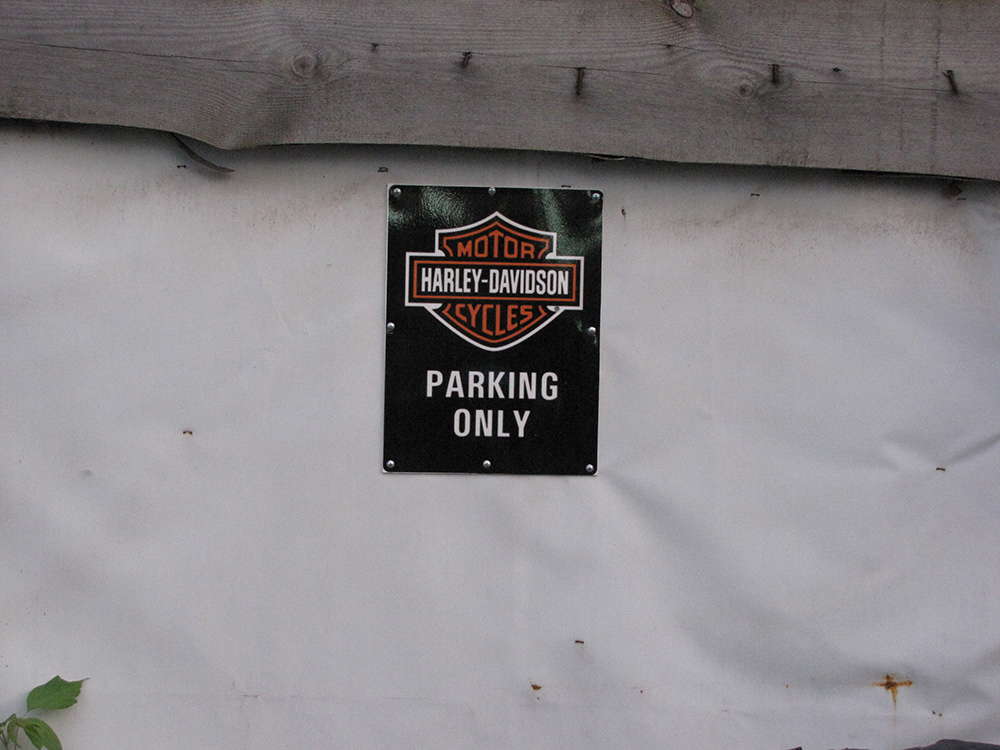 MOTOR
HARLEY-DAVIDSON
CYCLES
PARKING
ONLY